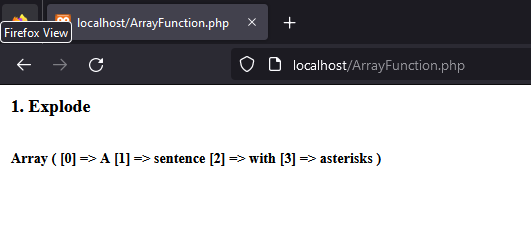 localhost/ArrayFunction.php
Firefox View
localhost/ArrayFunction.php
1. Explode
Array ( [0] => A [1] => sentence [2] => with [3] => asterisks )